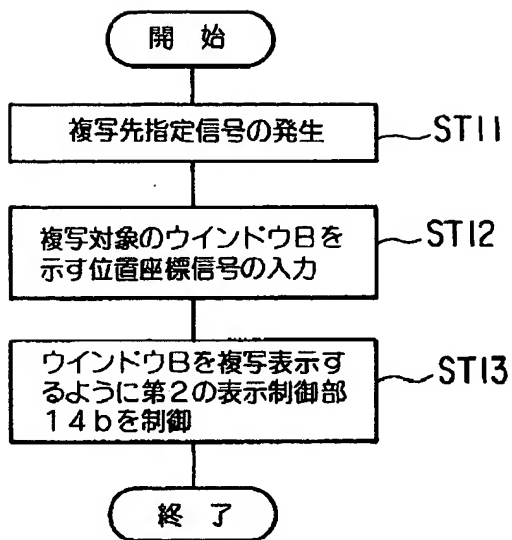 開始
複写先指定信号の発生
ST11
複写対象のウインドウBを
示す位置座標信号の入力
ST12
ウインドウBを複写表示す
るように第2の表示制御部
14bを制御
ST13
終了